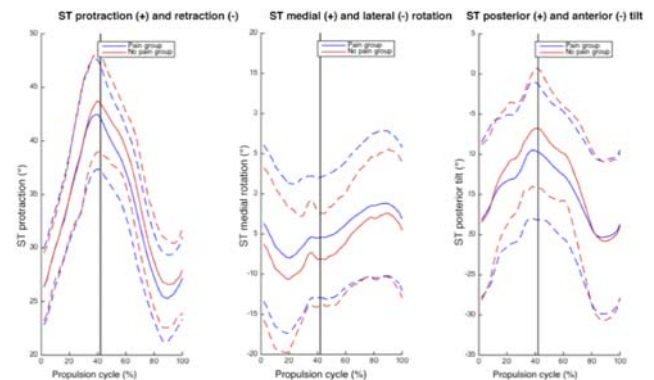 ST protraction (+) and retraction (-)
ST medial (+) and lateral (-) rotation
ST posterior (+) and anterior (-) tilt
50
45
40
35
30
25
20
ST protraction (°)
Pain group
No pain group
0 20 40 60 80 100
Propulsion cycle (%)
20
15
5
5
-10
-15
-20
ST medial rotation (°)
Pain group
No pain group
0 20 40 60 80 100
Propulsion cycle (%)
5
0
-5
-10
-15
-20
-25
-30
-35
ST posterior tilt (°)
Pain group
No pain group
0 20 40 60 80 100
Propulsion cycle (%)